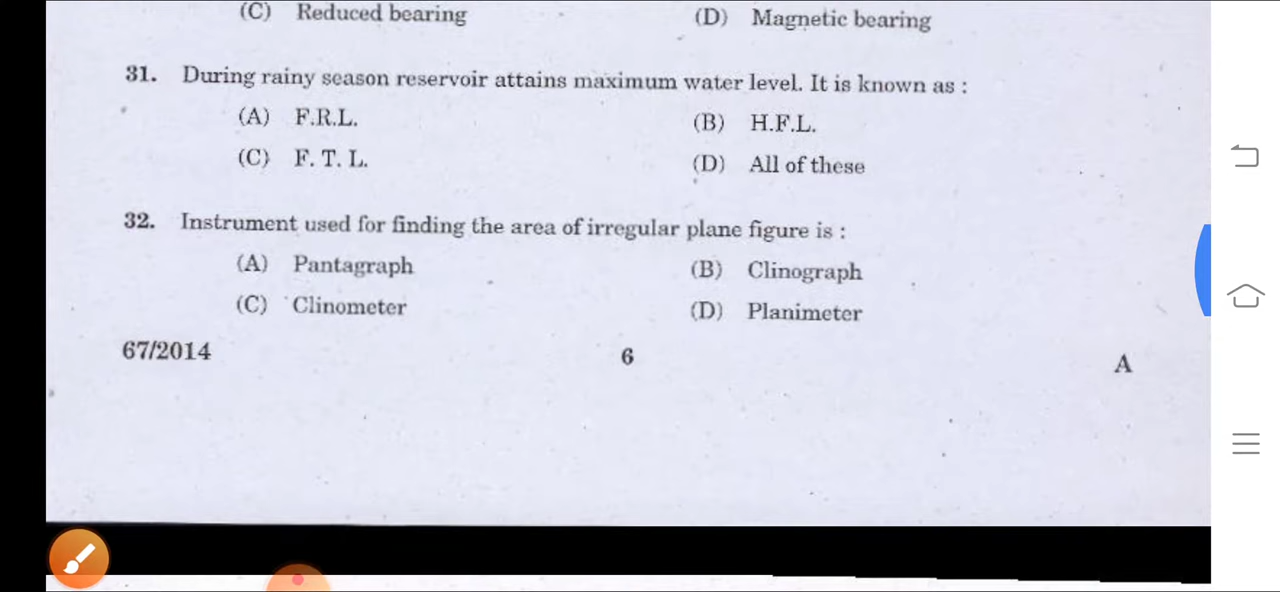 (C) Reduced bearing (D) Magnetic bearing
31. During rainy season reservoir attains maximum water level. It is known as :
(A) F.R.L. (B) H.F.L.
(C) F. T. L. (D) All of these
32. Instrument used for finding the area of irregular plane figure is :
(A) Pantagraph (B) Clinograph
(C) Clinometer (D) Planimeter
67/2014 6 A